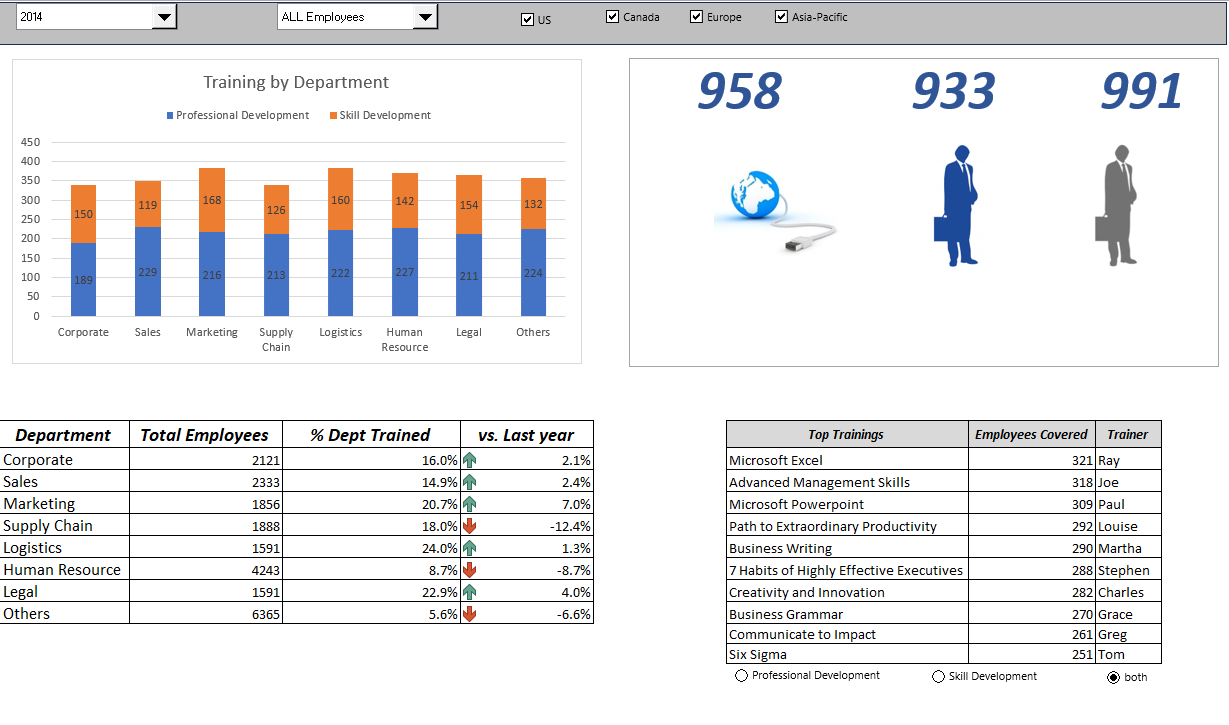 2014 ALL Employees US Canada Europe Asia-Pacific
Training by Department
Professional Development Skill Development
450
400
350
300
250
200
150
100
50
0
150 119 168 126 160 142 154 132
189 229 216 213 222 227 211 224
Corporate Sales Marketing Supply Chain Logistics Human Resource Legal Others
958 933 991
Department Total Employees % Dept Trained vs. Last year
Corporate 2121 16.0% 2.1%
Sales 2333 14.9% 2.4%
Marketing 1856 20.7% 7.0%
Supply Chain 1888 18.0% -12.4%
Logistics 1591 24.0% 1.3%
Human Resource 4243 8.7% -8.7%
Legal 1591 22.9% 4.0%
Others 6365 5.6% -6.6%
Top Trainings Employees Covered Trainer
Microsoft Excel 321 Ray
Advanced Management Skills 318 Joe
Microsoft Powerpoint 309 Paul
Path to Extraordinary Productivity 292 Louise
Business Writing 290 Martha
7 Habits of Highly Effective Executives 288 Stephen
Creativity and Innovation 282 Charles
Business Grammar 270 Grace
Communicate to Impact 261 Greg
Six Sigma 251 Tom
Professional Development Skill Development both